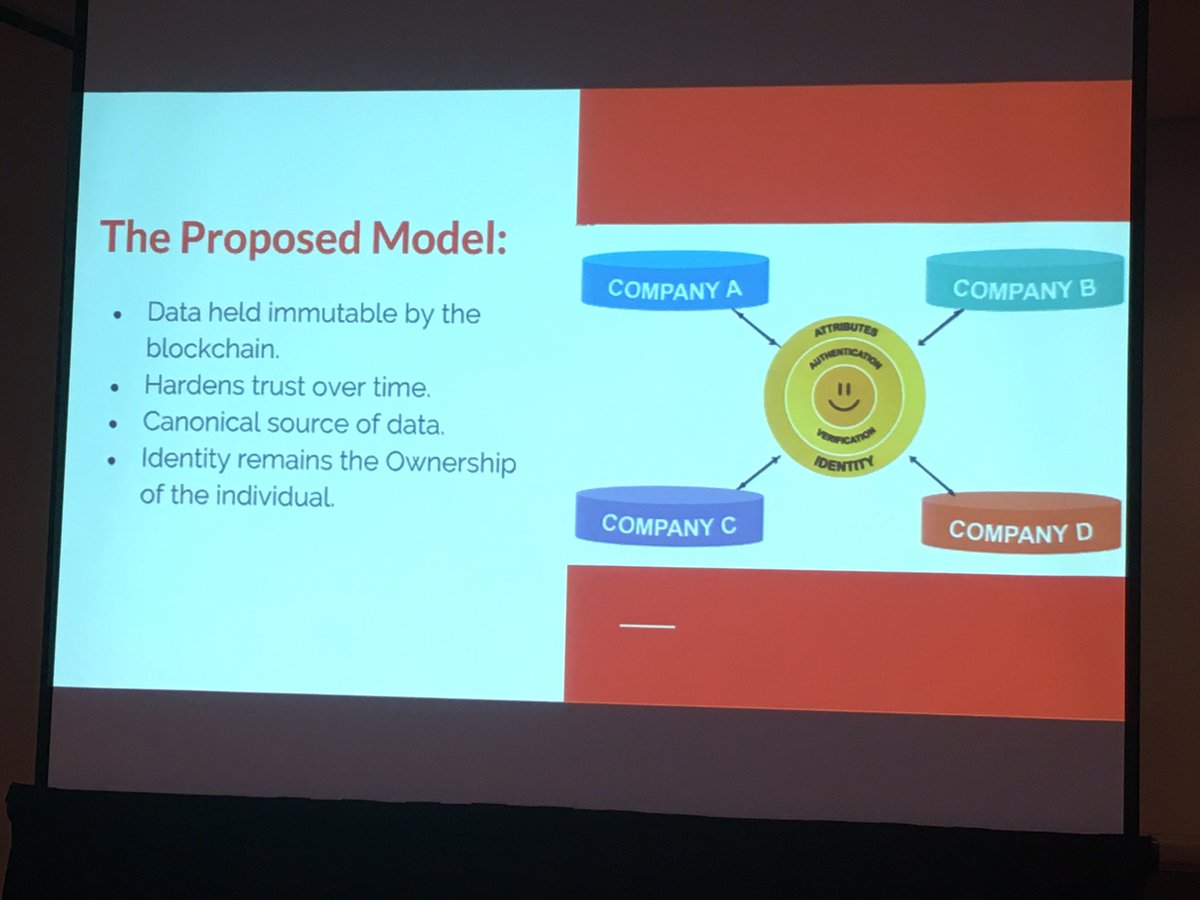 The Proposed Model:
• Data held immutable by the
blockchain.
• Hardens trust over time.
• Canonical source of data.
• Identity remains the Ownership
of the individual.
COMPANY A
COMPANY B
ATTRIBUTES
AUTHENTICATION
VERIFICATION
IDENTITY
COMPANY C
COMPANY D